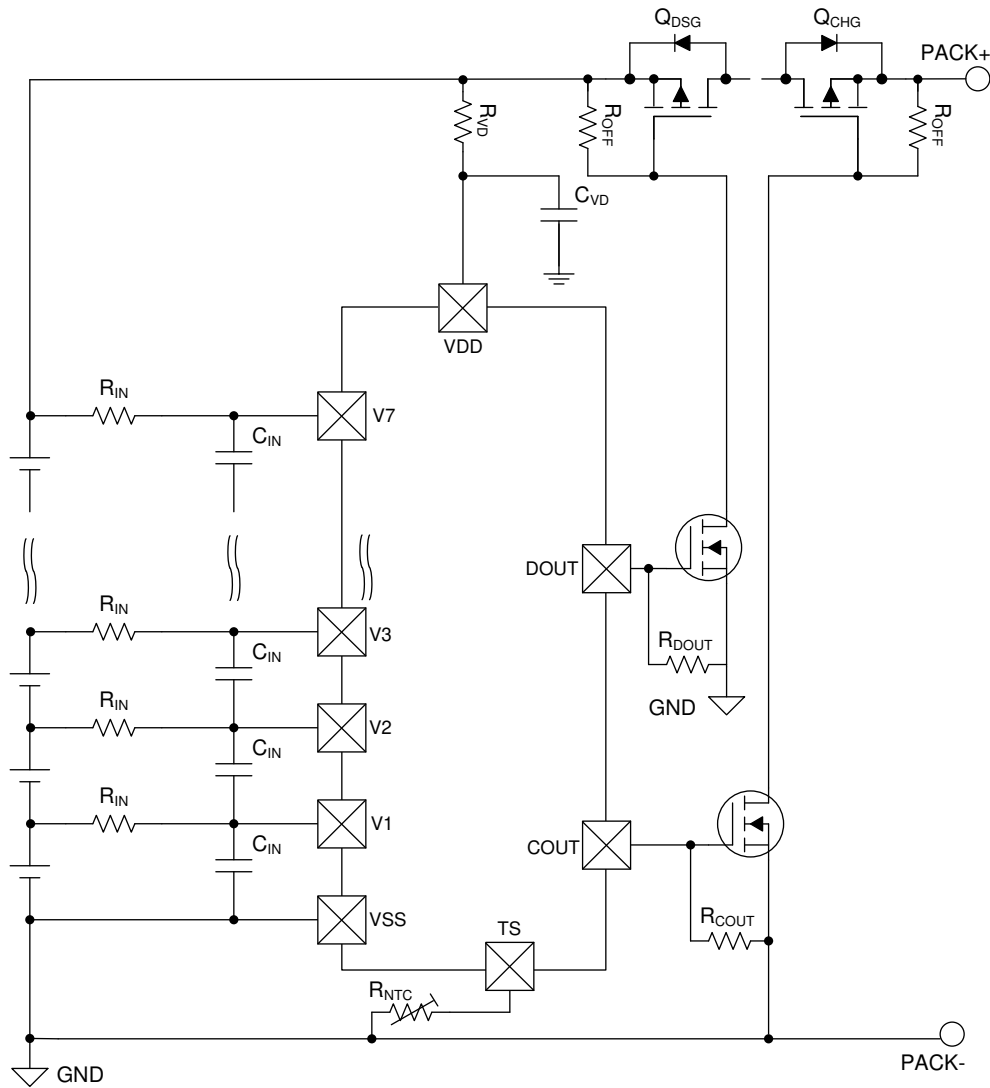 Q_DSG
Q_CHG
PACK+
R_VD
R_OFF
R_OFF
C_VD
VDD
R_IN
V7
C_IN
DOUT
R_IN
V3
C_IN
R_DOUT
R_IN
V2
GND
C_IN
R_IN
V1
COUT
C_IN
VSS
TS
R_COUT
R_NTC
PACK-
GND